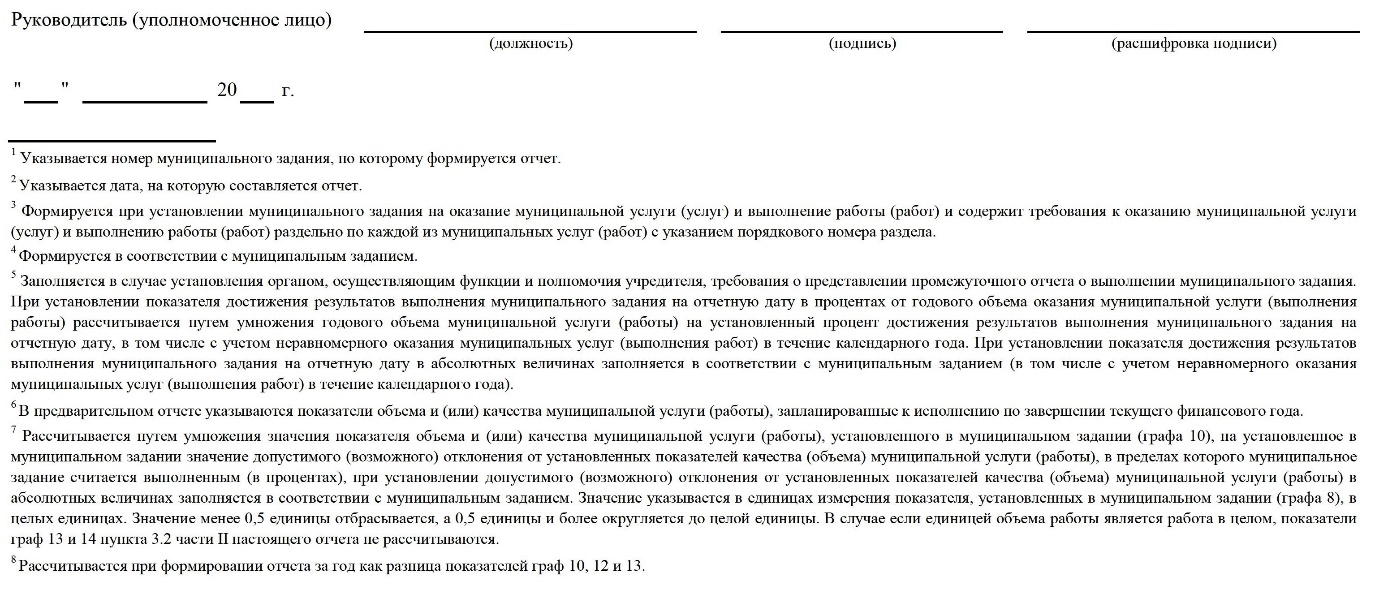 Руководитель (уполномоченное лицо)
(должность) (подпись) (расшифровка подписи)
"___" ____________ 20___ г.
1 Указывается номер муниципального задания, по которому формируется отчет.
2 Указывается дата, на которую составляется отчет.
3 Формируется при установлении муниципального задания на оказание муниципальной услуги (услуг) и выполнение работы (работ) и содержит требования к оказанию муниципальной услуги
(услуг) и выполнению работы (работ) раздельно по каждой из муниципальных услуг (работ) с указанием порядкового номера раздела.
4 Формируется в соответствии с муниципальным заданием.
5 Заполняется в случае установления органом, осуществляющим функции и полномочия учредителя, требования о представлении промежуточного отчета о выполнении муниципального задания.
При установлении показателя достижения результатов выполнения муниципального задания на отчетную дату в процентах от годового объема оказания муниципальной услуги (выполнения
работы) рассчитывается путем умножения годового объема муниципальной услуги (работы) на установленный процент достижения результатов выполнения муниципального задания на
отчетную дату, в том числе с учетом неравномерного оказания муниципальных услуг (выполнения работ) в течение календарного года. При установлении показателя достижения результатов
выполнения муниципального задания на отчетную дату в абсолютных величинах заполняется в соответствии с муниципальным заданием (в том числе с учетом неравномерного оказания
муниципальных услуг (выполнения работ) в течение календарного года).
6 В предварительном отчете указываются показатели объема и (или) качества муниципальной услуги (работы), запланированные к исполнению по завершении текущего финансового года.
7 Рассчитывается путем умножения значения показателя объема и (или) качества муниципальной услуги (работы), установленного в муниципальном задании (графа 10), на установленное в
муниципальном задании значение допустимого (возможного) отклонения от установленных показателей качества (объема) муниципальной услуги (работы), в пределах которого муниципальное
задание считается выполненным (в процентах), при установлении допустимого (возможного) отклонения от установленных показателей качества (объема) муниципальной услуги (работы) в
абсолютных величинах заполняется в соответствии с муниципальным заданием. Значение указывается в единицах измерения показателя, установленных в муниципальном задании (графа 8), в
целых единицах. Значение менее 0,5 единицы отбрасывается, а 0,5 единицы и более округляется до целой единицы. В случае если единицей объема работы является работа в целом, показатели
граф 13 и 14 пункта 3.2 части II настоящего отчета не рассчитываются.
8 Рассчитывается при формировании отчета за год как разница показателей граф 10, 12 и 13.